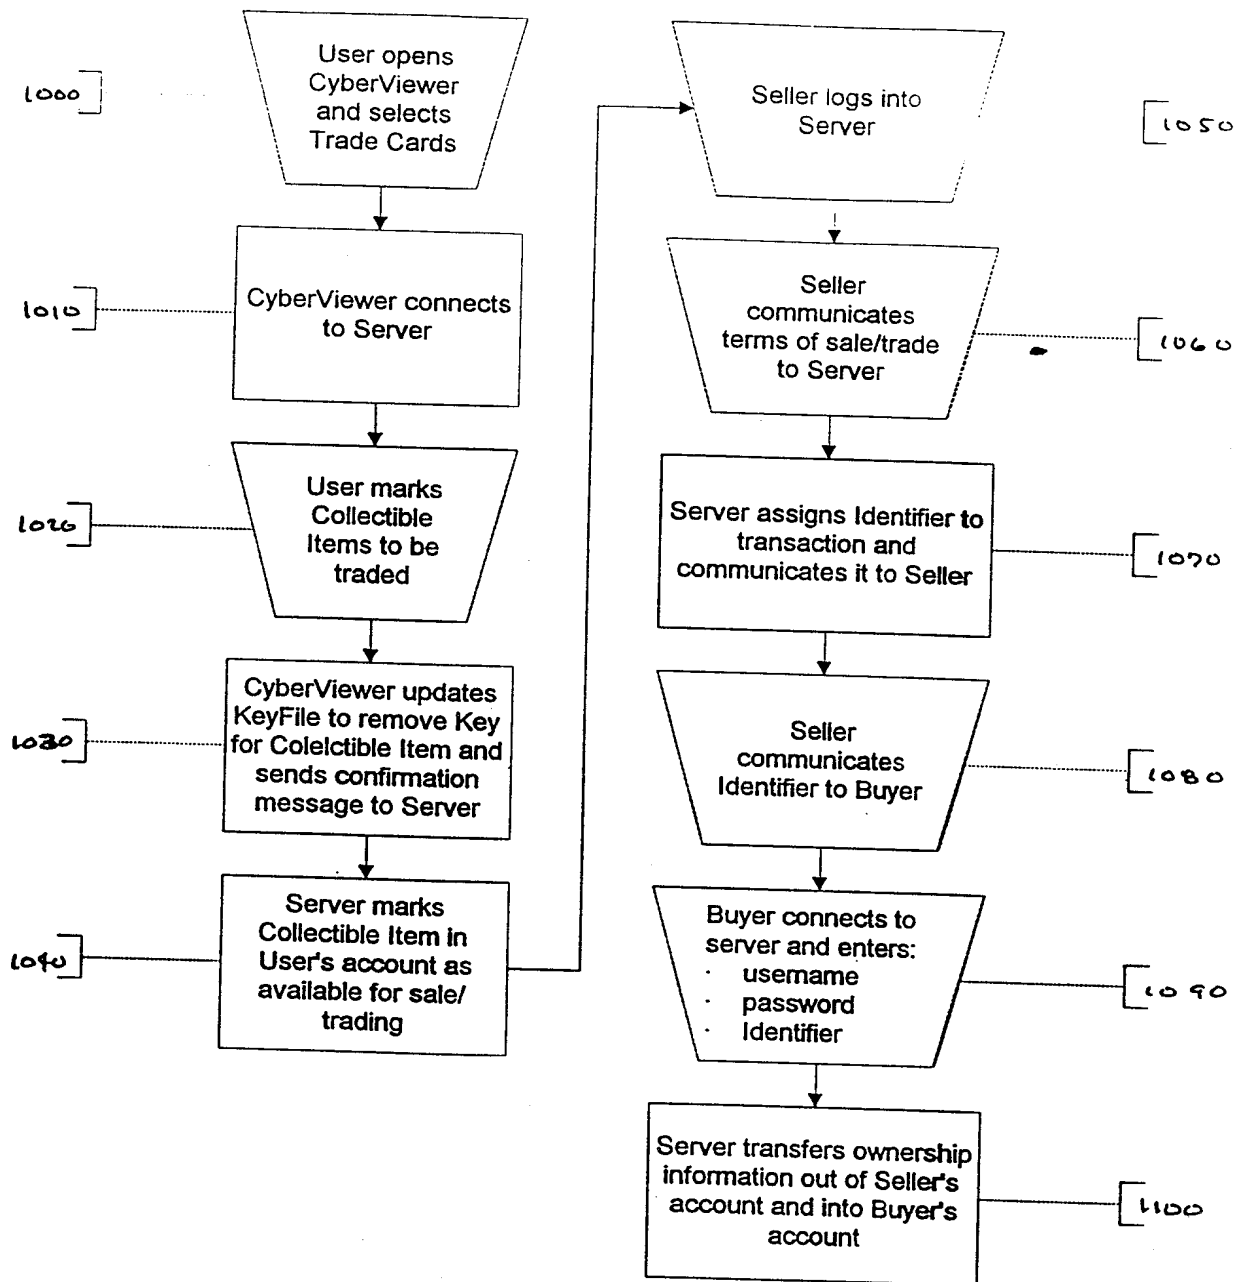 1000
User opens
CyberViewer
and selects
Trade Cards
1010
CyberViewer connects
to Server
1020
User marks
Collectible
Items to be
traded
1030
CyberViewer updates
KeyFile to remove Key
for Colelctible Item and
sends confirmation
message to Server
1040
Server marks
Collectible Item in
User's account as
available for sale/
trading
Seller logs into
Server
1050
Seller
communicates
terms of sale/trade
to Server
1060
Server assigns Identifier to
transaction and
communicates it to Seller
1070
Seller
communicates
Identifier to Buyer
1080
Buyer connects to
server and enters:
· username
· password
· Identifier
1090
Server transfers ownership
information out of Seller's
account and into Buyer's
account
1100